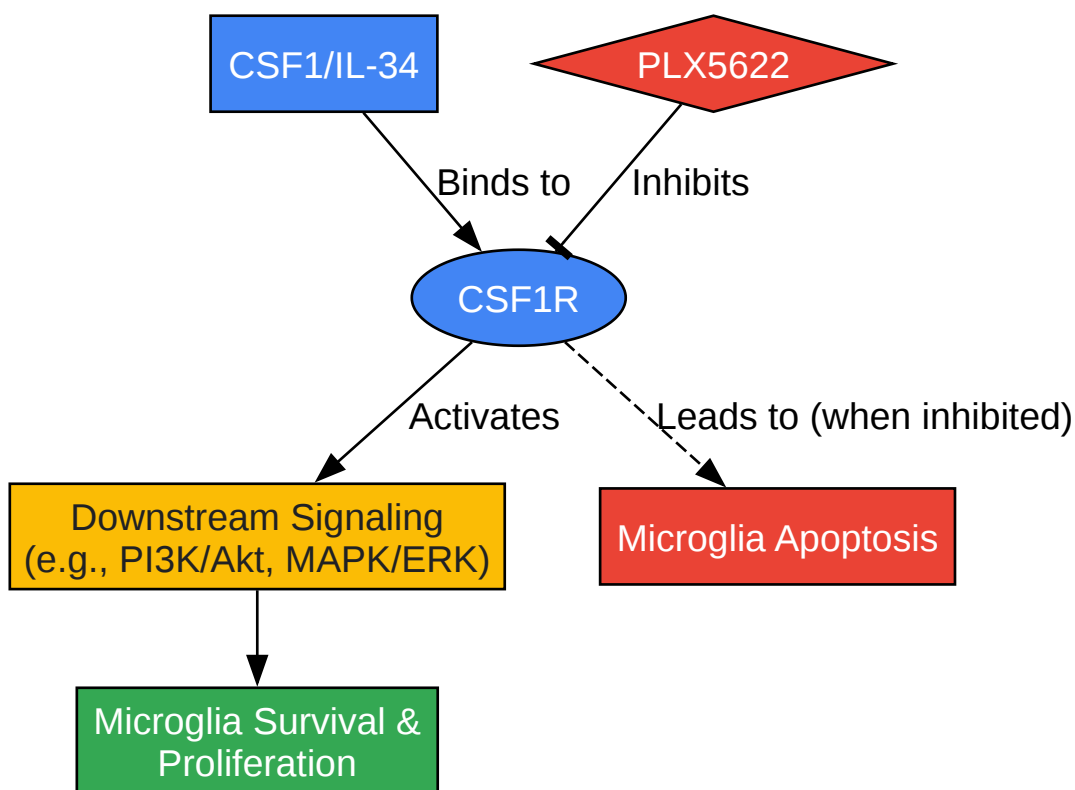 CSF1/IL-34
PLX5622
Binds to
Inhibits
CSF1R
Activates
Leads to (when inhibited)
Downstream Signaling
(e.g., PI3K/Akt, MAPK/ERK)
Microglia Apoptosis
Microglia Survival &
Proliferation